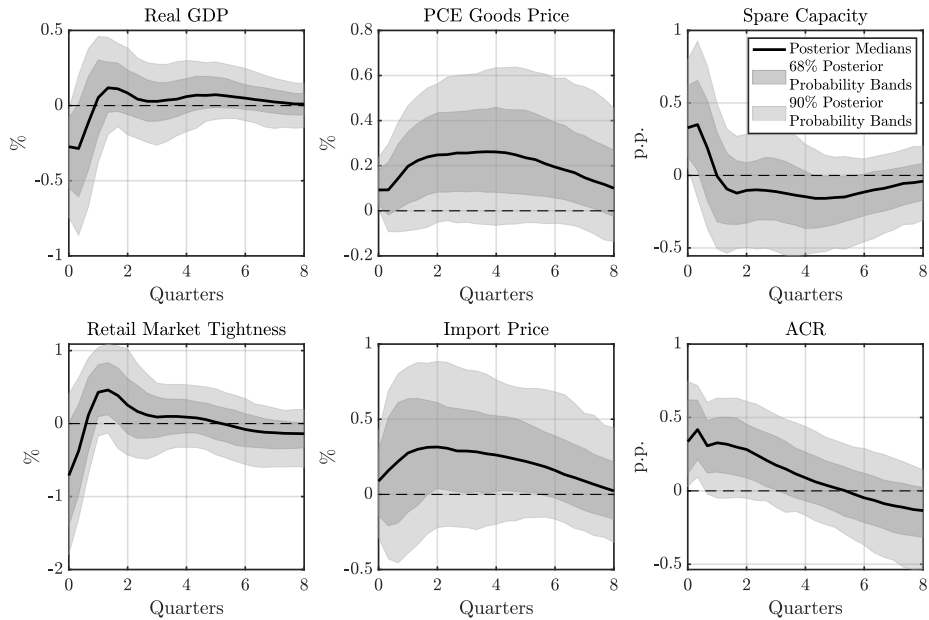 Real GDP
0.5
0
-0.5
-1
%
0 2 4 6 8
Quarters
PCE Goods Price
0.8
0.6
0.4
0.2
0
-0.2
%
0 2 4 6 8
Quarters
Spare Capacity
1
0.5
0
-0.5
p.p.
Posterior Medians
68% Posterior
Probability Bands
90% Posterior
Probability Bands
0 2 4 6 8
Quarters
Retail Market Tightness
1
0
-1
-2
%
0 2 4 6 8
Quarters
Import Price
1
0.5
0
-0.5
%
0 2 4 6 8
Quarters
ACR
1
0.5
0
-0.5
p.p.
0 2 4 6 8
Quarters